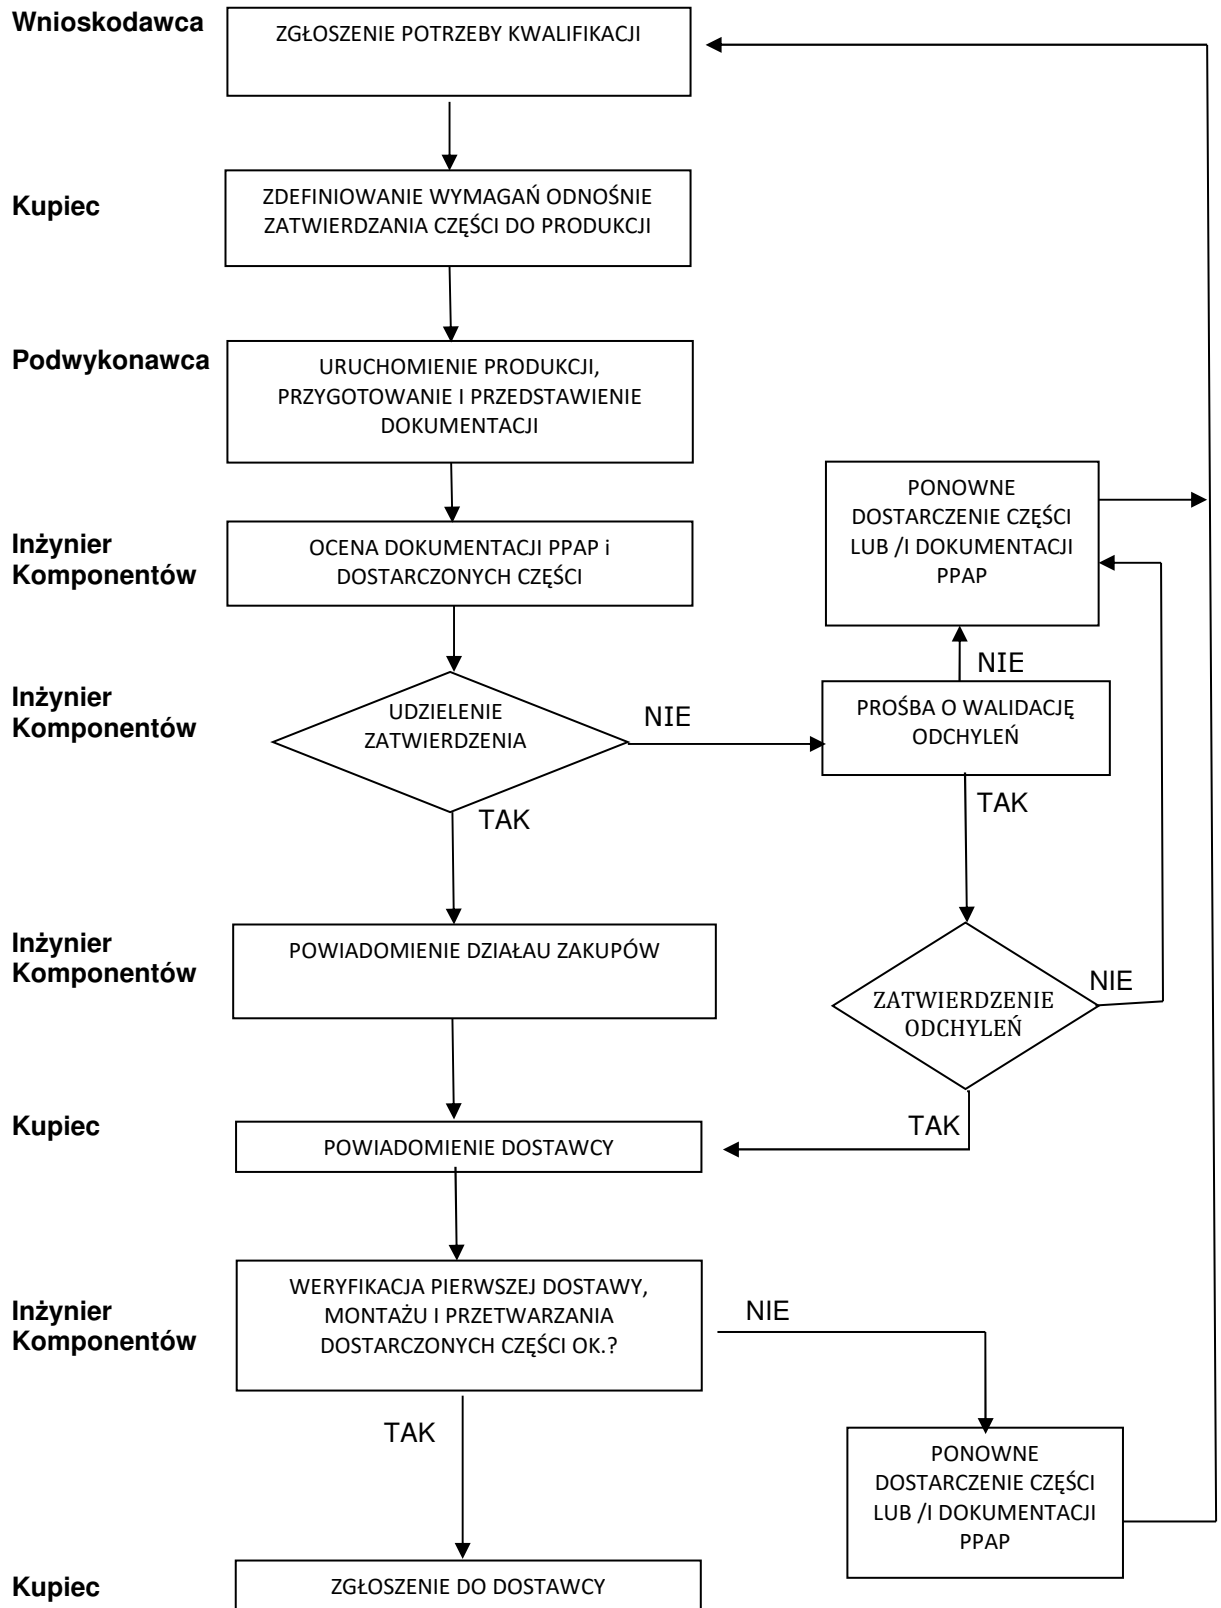 Wnioskodawca
ZGŁOSZENIE POTRZEBY KWALIFIKACJI
Kupiec
ZDEFINIOWANIE WYMAGAŃ ODNOŚNIE
ZATWIERDZANIA CZĘŚCI DO PRODUKCJI
Podwykonawca
URUCHOMIENIE PRODUKCJI,
PRZYGOTOWANIE I PRZEDSTAWIENIE
DOKUMENTACJI
Inżynier
Komponentów
OCENA DOKUMENTACJI PPAP i
DOSTARCZONYCH CZĘŚCI
PONOWNE
DOSTARCZENIE CZĘŚCI
LUB /I DOKUMENTACJI
PPAP
NIE
Inżynier
Komponentów
UDZIELENIE
ZATWIERDZENIA
NIE
PROŚBA O WALIDACJĘ
ODCHYLEŃ
TAK
TAK
Inżynier
Komponentów
POWIADOMIENIE DZIAŁAU ZAKUPÓW
ZATWIERDZENIE
ODCHYLEŃ
NIE
TAK
Kupiec
POWIADOMIENIE DOSTAWCY
Inżynier
Komponentów
WERYFIKACJA PIERWSZEJ DOSTAWY,
MONTAŻU I PRZETWARZANIA
DOSTARCZONYCH CZĘŚCI OK.?
NIE
TAK
PONOWNE
DOSTARCZENIE CZĘŚCI
LUB /I DOKUMENTACJI
PPAP
Kupiec
ZGŁOSZENIE DO DOSTAWCY